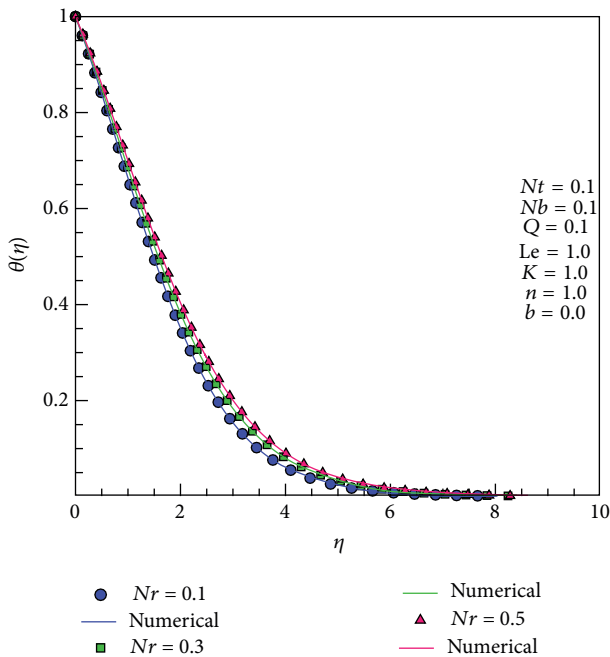 1
0.8
0.6
0.4
0.2
θ(η)
Nt = 0.1
Nb = 0.1
Q = 0.1
Le = 1.0
K = 1.0
n = 1.0
b = 0.0
0 2 4 6 8 10
η
Nr = 0.1
Numerical
Nr = 0.3
Numerical
Nr = 0.5
Numerical